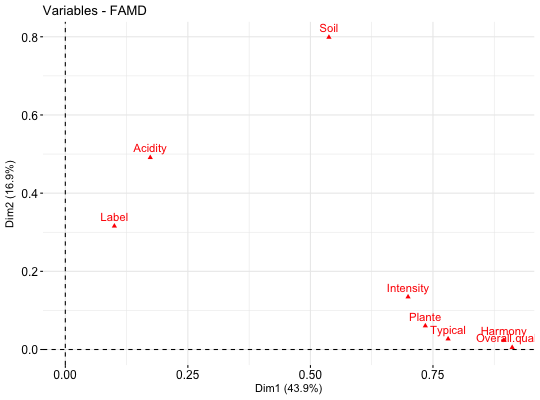 Variables - FAMD
Soil
0.8
0.6
Acidity
0.4
Label
0.2
Intensity
Plante
Typical
Harmony
Overall.qua
0.0
0.00
0.25
0.50
0.75
Dim1 (43.9%)
Dim2 (16.9%)